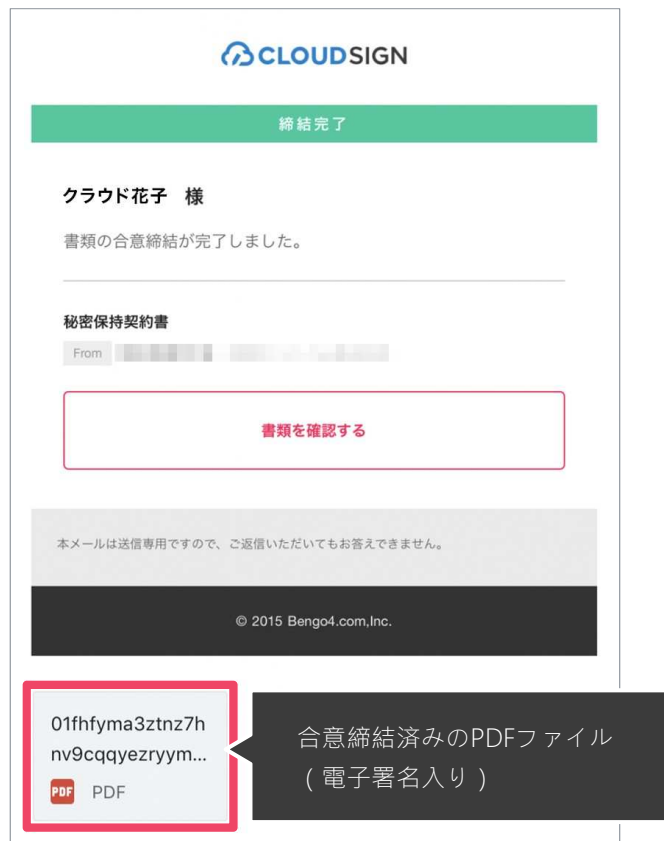 CLOUDSIGN
締結完了
クラウド花子 様
書類の合意締結が完了しました。
秘密保持契約書
From
書類を確認する
本メールは送信専用ですので、ご返信いただいてもお答えできません。
© 2015 Bengo4.com,Inc.
01fhfyma3ztnz7h
nv9cqqyezryym...
PDF PDF
合意締結済みのPDFファイル
（電子署名入り）